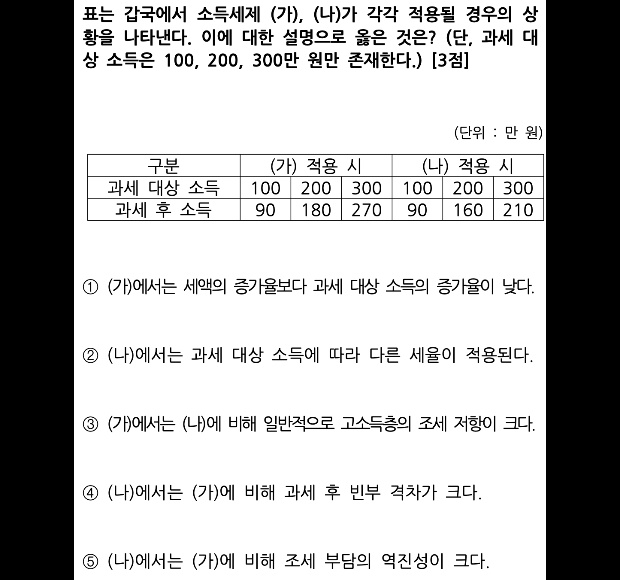 표는 갑국에서 소득세제 (가), (나)가 각각 적용될 경우의 상
황을 나타낸다. 이에 대한 설명으로 옳은 것은? (단, 과세 대
상 소득은 100, 200, 300만 원만 존재한다.) [3점]
(단위 : 만 원)
구분 (가) 적용 시 (나) 적용 시
과세 대상 소득 100 200 300 100 200 300
과세 후 소득 90 180 270 90 160 210
① (가)에서는 세액의 증가율보다 과세 대상 소득의 증가율이 낮다.
② (나)에서는 과세 대상 소득에 따라 다른 세율이 적용된다.
③ (가)에서는 (나)에 비해 일반적으로 고소득층의 조세 저항이 크다.
④ (나)에서는 (가)에 비해 과세 후 빈부 격차가 크다.
⑤ (나)에서는 (가)에 비해 조세 부담의 역진성이 크다.